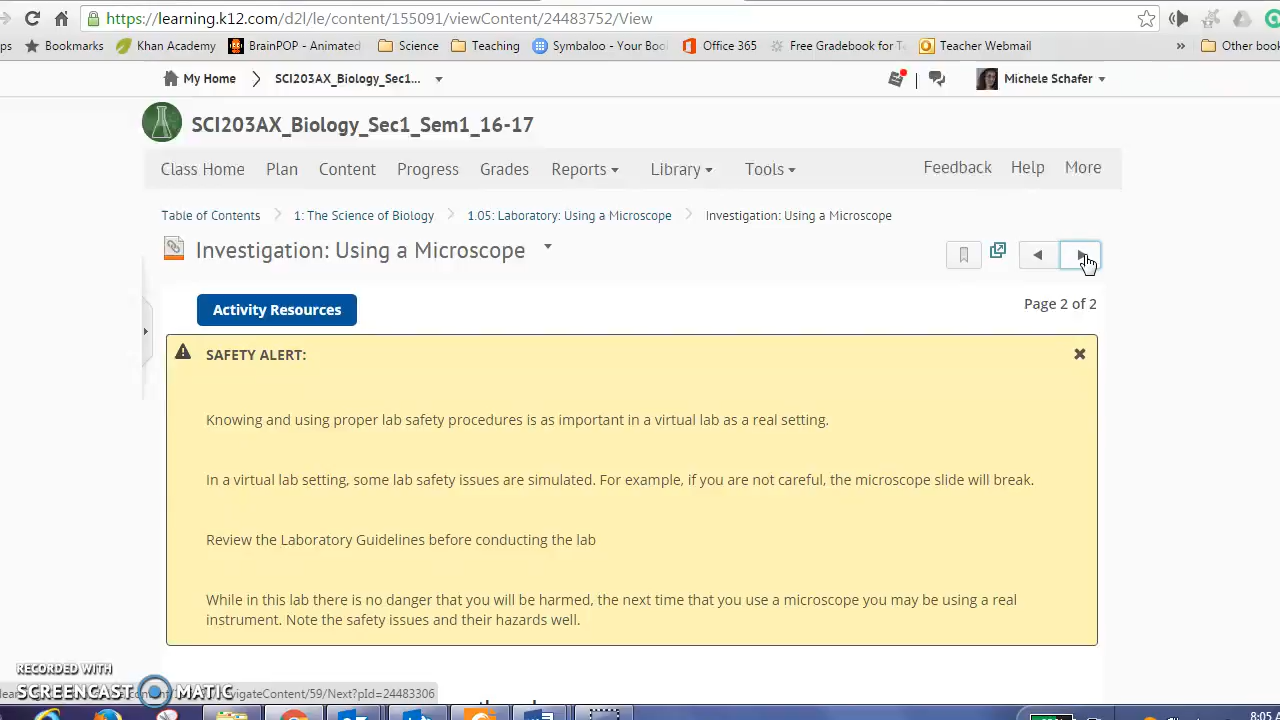 https://learning.k12.com/d2l/le/content/155091/viewContent/24483752/View
ps Bookmarks Khan Academy BrainPOP - Animated Science Teaching Symbaloo - Your Boo Office 365 Free Gradebook for T Teacher Webmail » Other book
My Home SCI203AX_Biology_Sec1... Michele Schafer
SCI203AX_Biology_Sec1_Sem1_16-17
Class Home Plan Content Progress Grades Reports Library Tools Feedback Help More
Table of Contents 1: The Science of Biology 1.05: Laboratory: Using a Microscope Investigation: Using a Microscope
Investigation: Using a Microscope
Activity Resources Page 2 of 2
SAFETY ALERT:
Knowing and using proper lab safety procedures is as important in a virtual lab as a real setting.
In a virtual lab setting, some lab safety issues are simulated. For example, if you are not careful, the microscope slide will break.
Review the Laboratory Guidelines before conducting the lab
While in this lab there is no danger that you will be harmed, the next time that you use a microscope you may be using a real
instrument. Note the safety issues and their hazards well.
RECORDED WITH
SCREENCAST MATIC
avigateContent/59/Next?pId=24483306
8:05